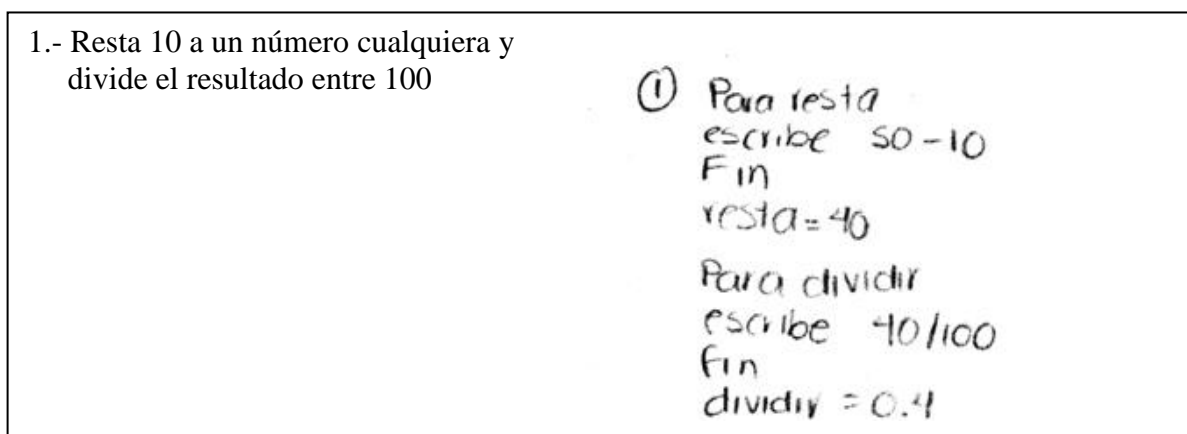 1.- Resta 10 a un número cualquiera y
divide el resultado entre 100
① Para resta
escribe 50-10
Fin
resta=40
Para dividir
escribe 40/100
fin
dividir = 0.4